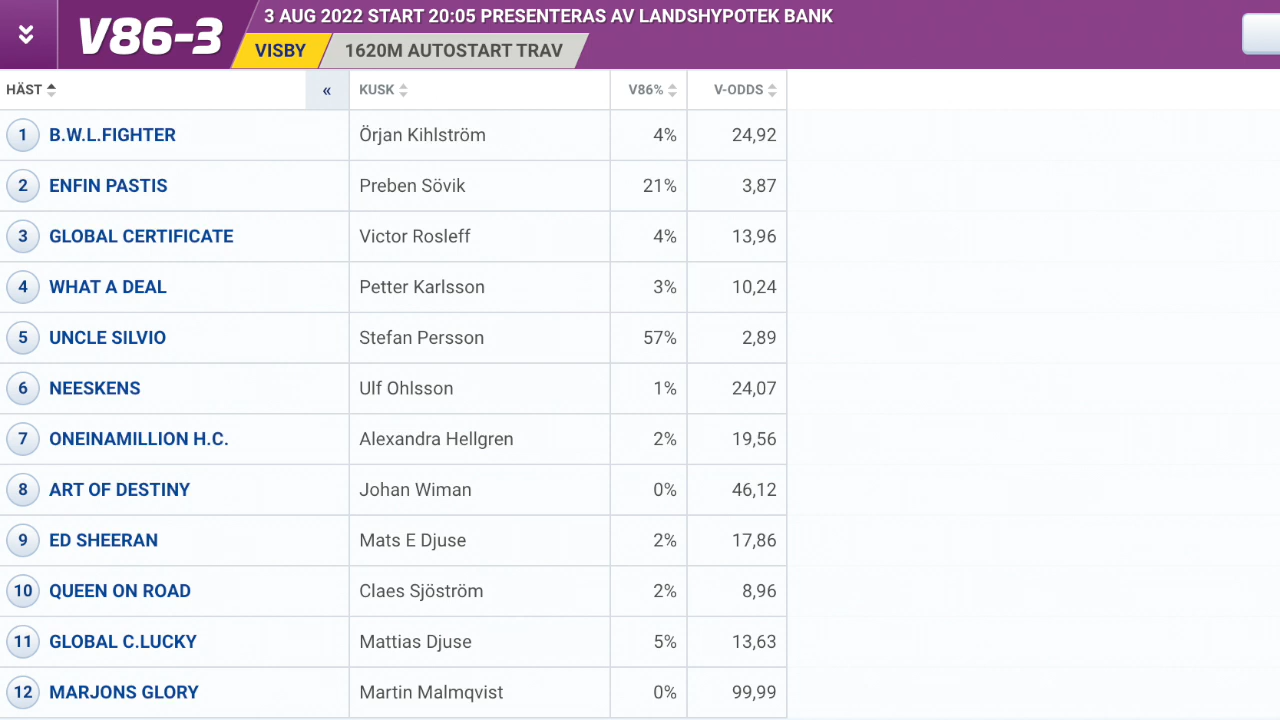 V86-3
3 AUG 2022 START 20:05 PRESENTERAS AV LANDSHYPOTEK BANK
VISBY 1620M AUTOSTART TRAV
HÄST « KUSK V86% V-ODDS
1 B.W.L.FIGHTER Örjan Kihlström 4% 24,92
2 ENFIN PASTIS Preben Sövik 21% 3,87
3 GLOBAL CERTIFICATE Victor Rosleff 4% 13,96
4 WHAT A DEAL Petter Karlsson 3% 10,24
5 UNCLE SILVIO Stefan Persson 57% 2,89
6 NEESKENS Ulf Ohlsson 1% 24,07
7 ONEINAMILLION H.C. Alexandra Hellgren 2% 19,56
8 ART OF DESTINY Johan Wiman 0% 46,12
9 ED SHEERAN Mats E Djuse 2% 17,86
10 QUEEN ON ROAD Claes Sjöström 2% 8,96
11 GLOBAL C.LUCKY Mattias Djuse 5% 13,63
12 MARJONS GLORY Martin Malmqvist 0% 99,99